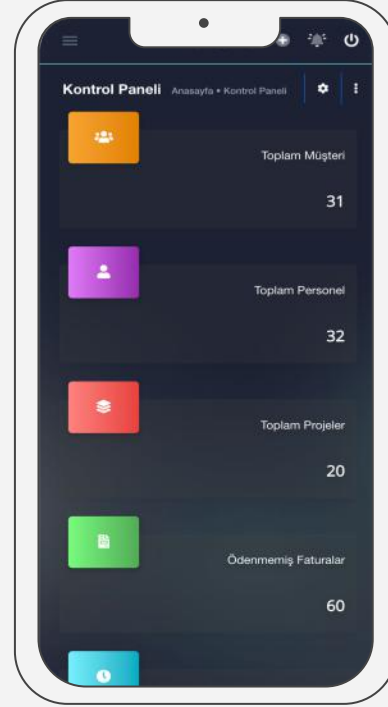 Kontrol Paneli Anasayfa • Kontrol Paneli
Toplam Müşteri
31
Toplam Personel
32
Toplam Projeler
20
Ödenmemiş Faturalar
60